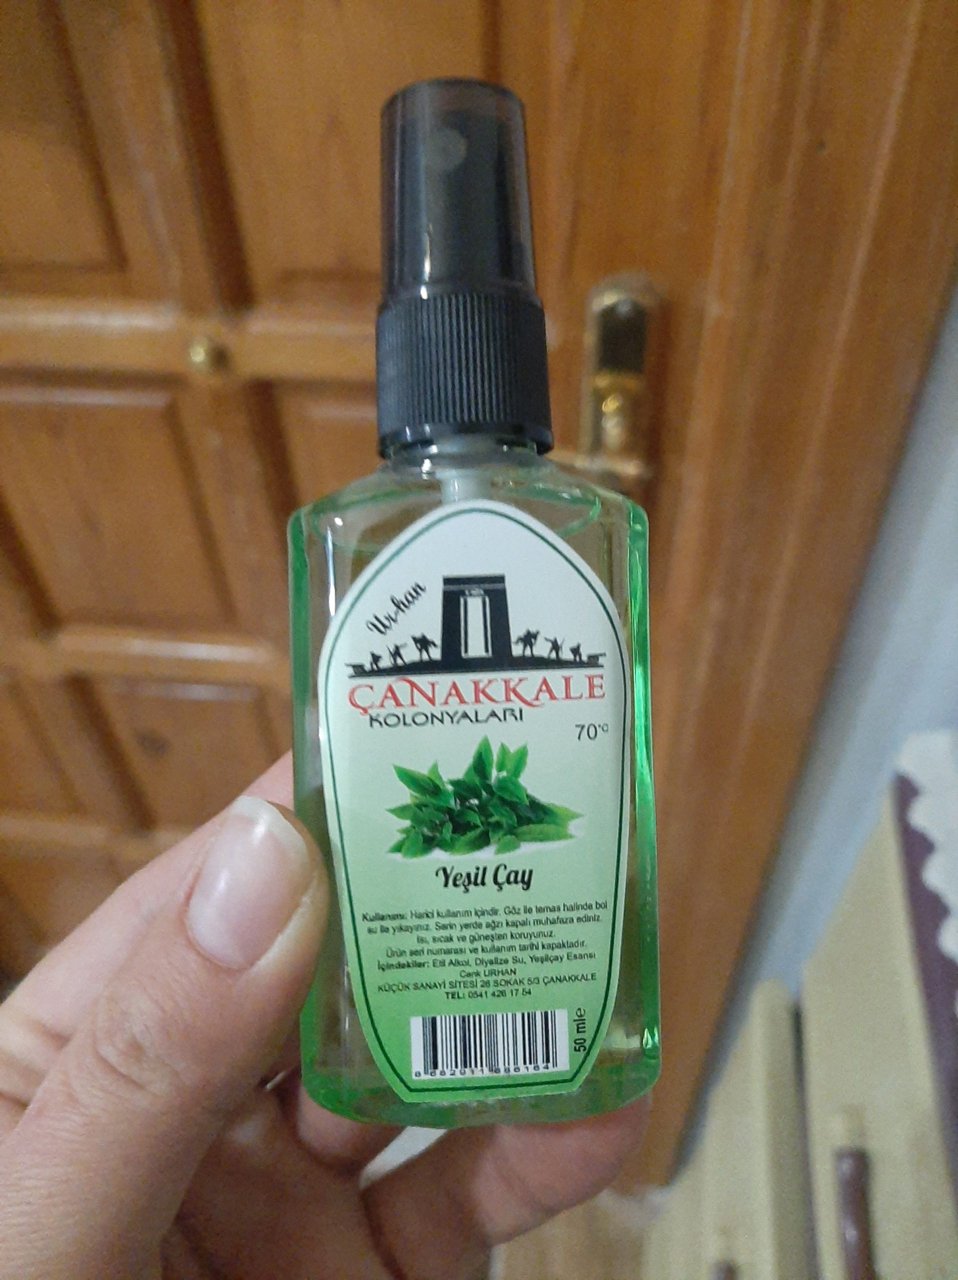 Ur-han
ÇANAKKALE
KOLONYALARI
70°C
Yeşil Çay
Kullanımı: Harici kullanım içindir. Göz ile temas halinde bol
su ile yıkayınız. Serin yerde ağzı kapalı muhafaza ediniz.
Isı, sıcak ve güneşten koruyunuz.
Ürün seri numarası ve kullanım tarihi kapaktadır.
İçindekiler: Etil Alkol, Diyalize Su, Yeşilçay Esansı
Cenk URHAN
KÜÇÜK SANAYİ SİTESİ 26 SOKAK 5/3 ÇANAKKALE
TEL: 0541 426 17 54
50 ml e